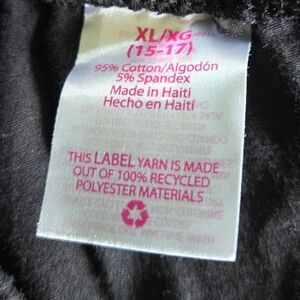 XL/XG
(15-17)
95% Cotton/Algodón
5% Spandex
Made in Haiti
Hecho en Haití
THIS LABEL YARN IS MADE
OUT OF 100% RECYCLED
POLYESTER MATERIALS